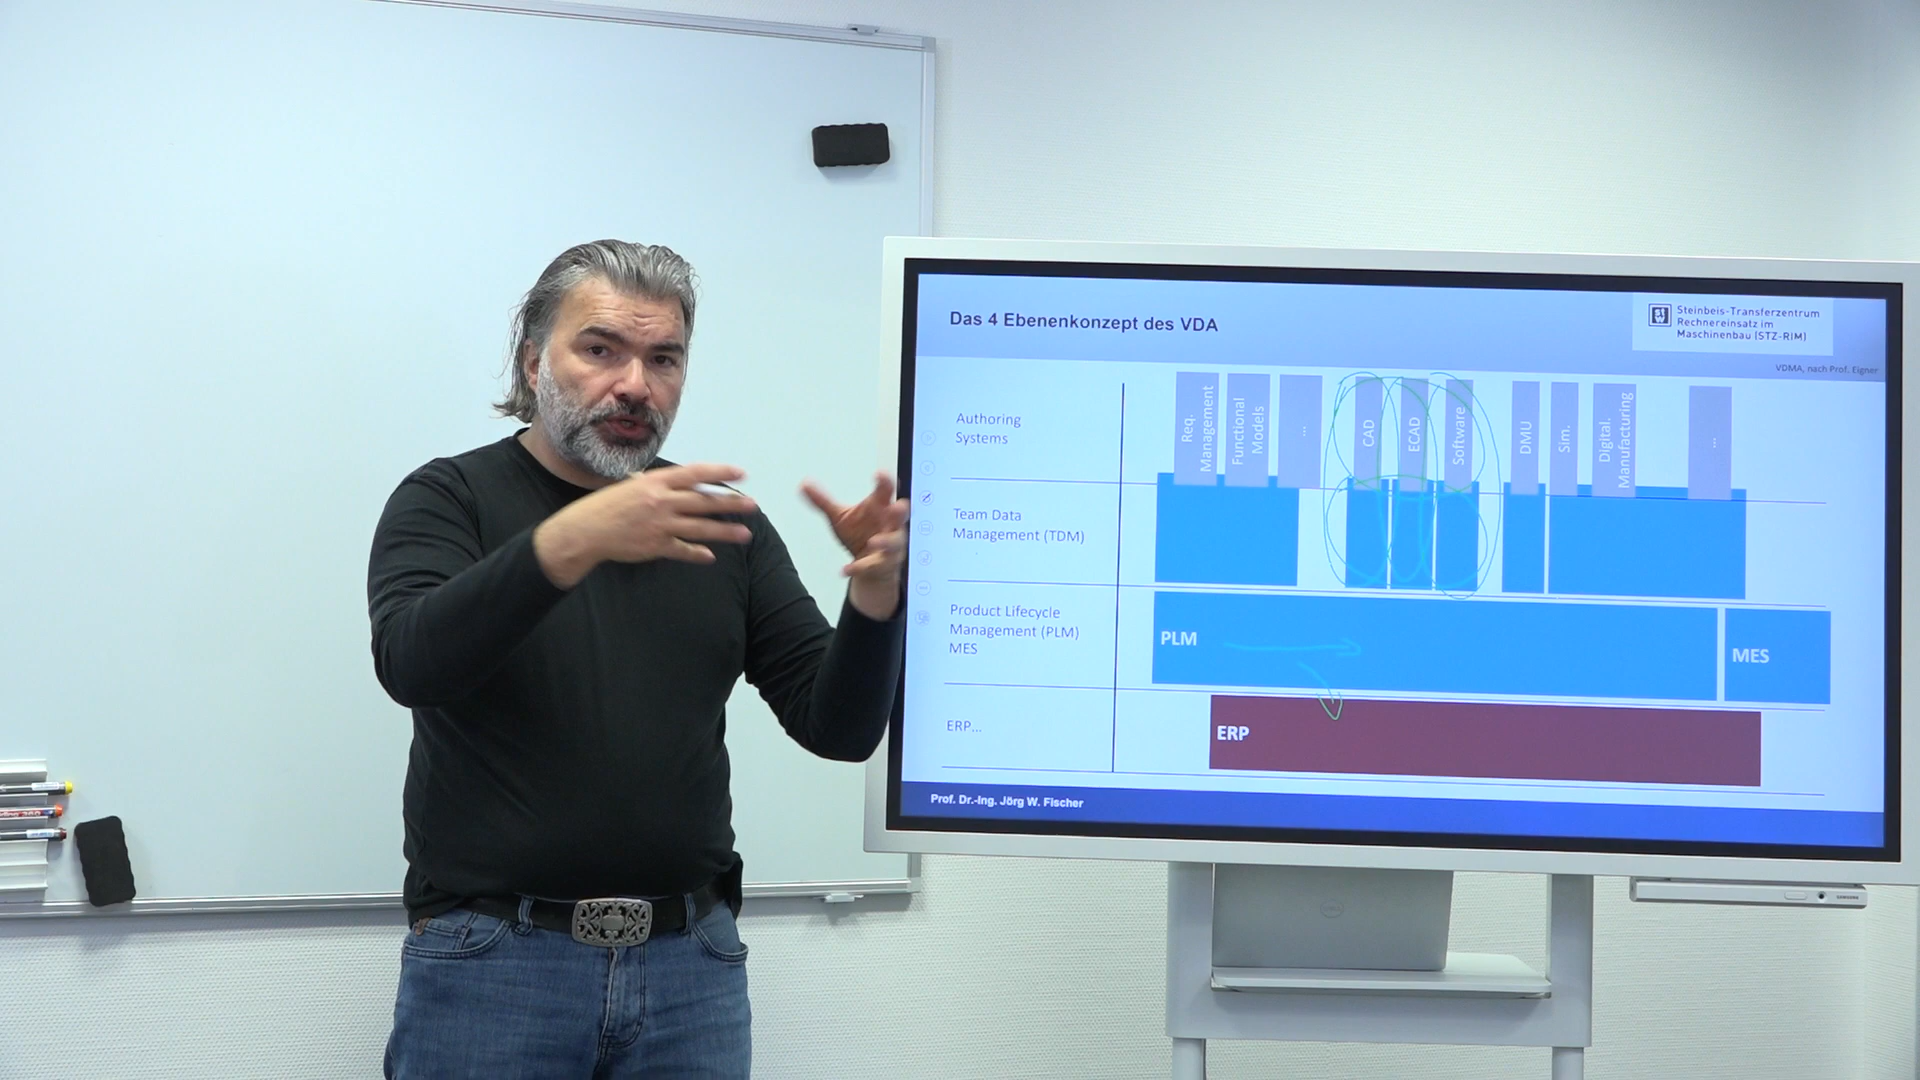 Das 4 Ebenenkonzept des VDA
Steinbeis-Transferzentrum
Rechnereinsatz im
Maschinenbau (STZ-RIM)
VDMA, nach Prof. Eigner
Authoring
Systems
Req.
Management
Functional
Models
...
CAD
ECAD
Software
DMU
Sim.
Digital.
Manufacturing
...
Team Data
Management (TDM)
Product Lifecycle
Management (PLM)
MES
PLM
MES
ERP...
ERP
Prof. Dr.-Ing. Jörg W. Fischer
SAMSUNG